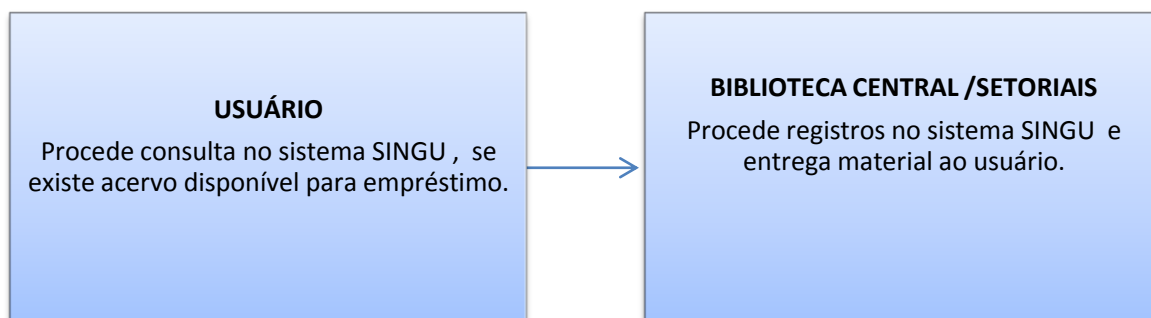 USUÁRIO
Procede consulta no sistema SINGU , se
existe acervo disponível para empréstimo.
BIBLIOTECA CENTRAL /SETORIAIS
Procede registros no sistema SINGU e
entrega material ao usuário.